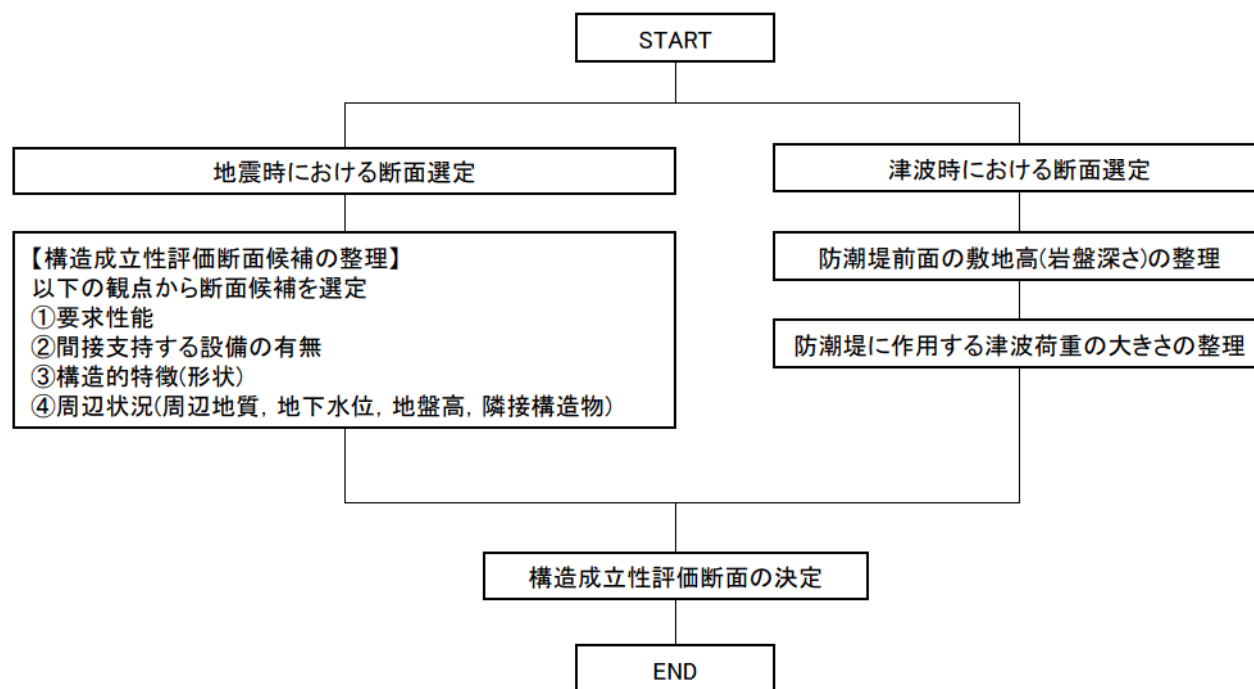 START
地震時における断面選定
【構造成立性評価断面候補の整理】
以下の観点から断面候補を選定
①要求性能
②間接支持する設備の有無
③構造的特徴(形状)
④周辺状況(周辺地質, 地下水位, 地盤高, 隣接構造物)
津波時における断面選定
防潮堤前面の敷地高(岩盤深さ)の整理
防潮堤に作用する津波荷重の大きさの整理
構造成立性評価断面の決定
END